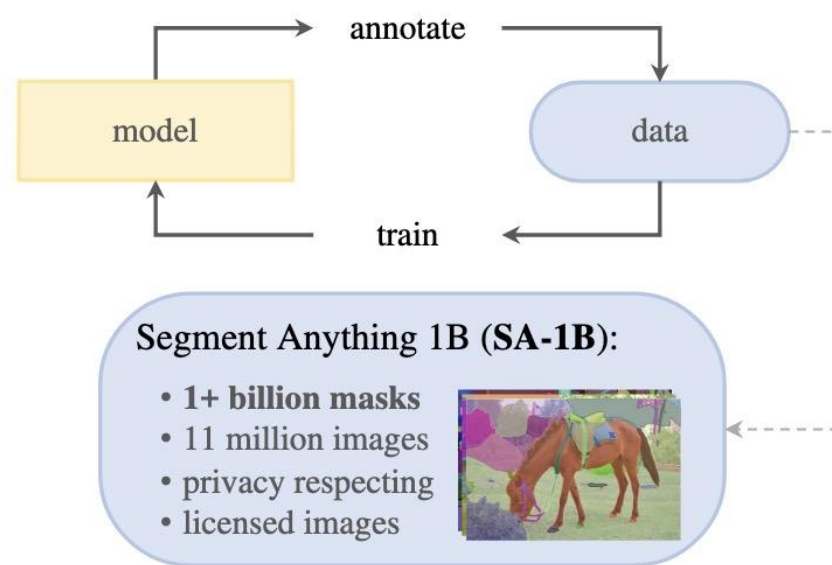 annotate
model
data
train
Segment Anything 1B (SA-1B):
• 1+ billion masks
• 11 million images
• privacy respecting
• licensed images